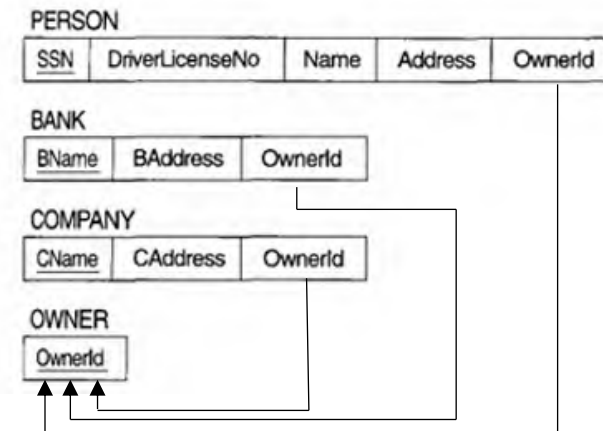 PERSON
SSN DriverLicenseNo Name Address OwnerId
BANK
BName BAddress OwnerId
COMPANY
CName CAddress OwnerId
OWNER
OwnerId